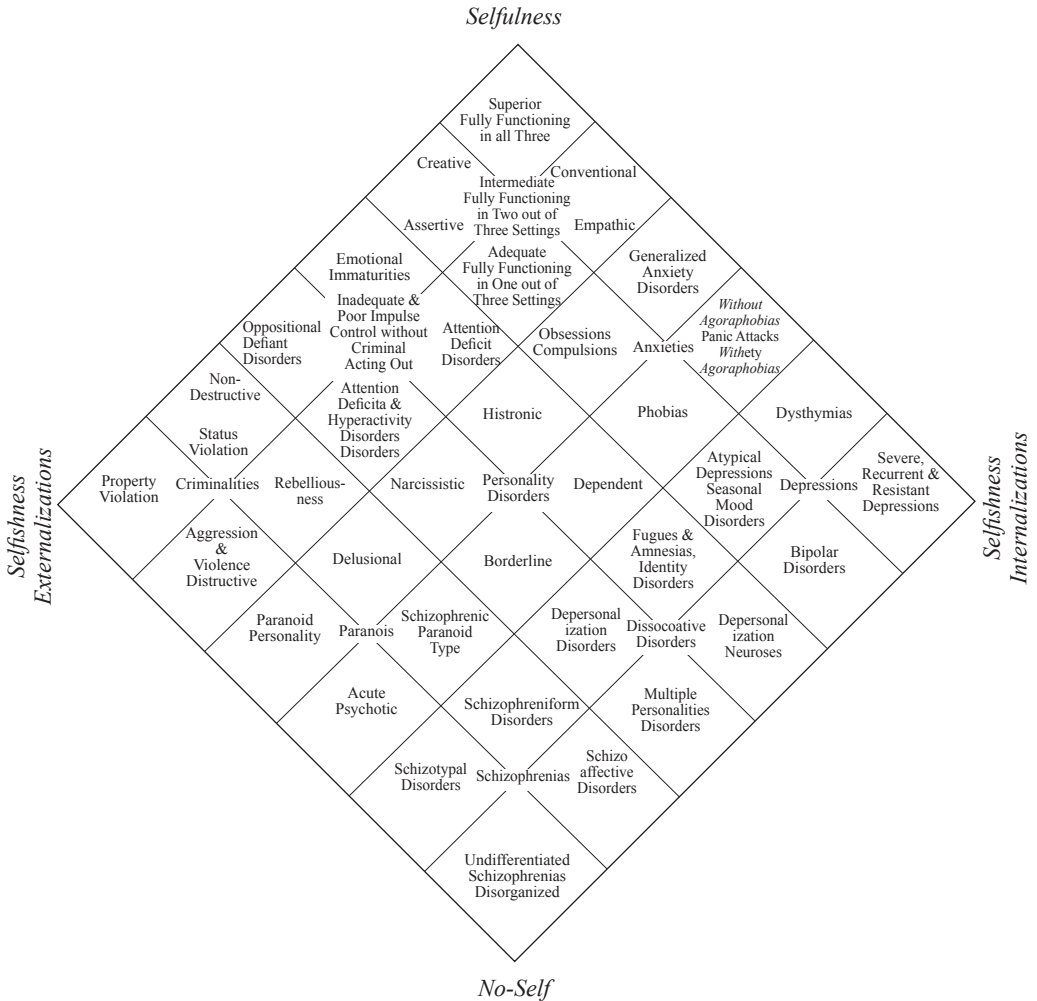 Selfulness
Superior
Fully Functioning
in all Three
Creative
Conventional
Intermediate
Fully Functioning
in Two out of
Three Settings
Assertive
Empathic
Emotional
Immaturities
Adequate
Fully Functioning
in One out of
Three Settings
Generalized
Anxiety
Disorders
Oppositional
Defiant
Disorders
Inadequate &
Poor Impulse
Control without
Criminal
Acting Out
Attention
Deficit
Disorders
Obsessions
Compulsions
Anxieties
Without
Agoraphobias
Panic Attacks
Withety
Agoraphobias
Non-
Destructive
Attention
Deficita &
Hyperactivity
Disorders
Disorders
Histronic
Phobias
Dysthymias
Status
Violation
Property
Violation
Criminalities
Rebellious-
ness
Narcissistic
Personality
Disorders
Dependent
Atypical
Depressions
Seasonal
Mood
Disorders
Depressions
Severe,
Recurrent &
Resistant
Depressions
Selfishness
Externalizations
Selfishness
Internalizations
Aggression
&
Violence
Distructive
Delusional
Borderline
Fugues &
Amnesias,
Identity
Disorders
Bipolar
Disorders
Paranoid
Personality
Paranois
Schizophrenic
Paranoid
Type
Depersonal
ization
Disorders
Dissocoative
Disorders
Depersonal
ization
Neuroses
Acute
Psychotic
Schizophreniform
Disorders
Multiple
Personalities
Disorders
Schizotypal
Disorders
Schizophrenias
Schizo
affective
Disorders
Undifferentiated
Schizophrenias
Disorganized
No-Self